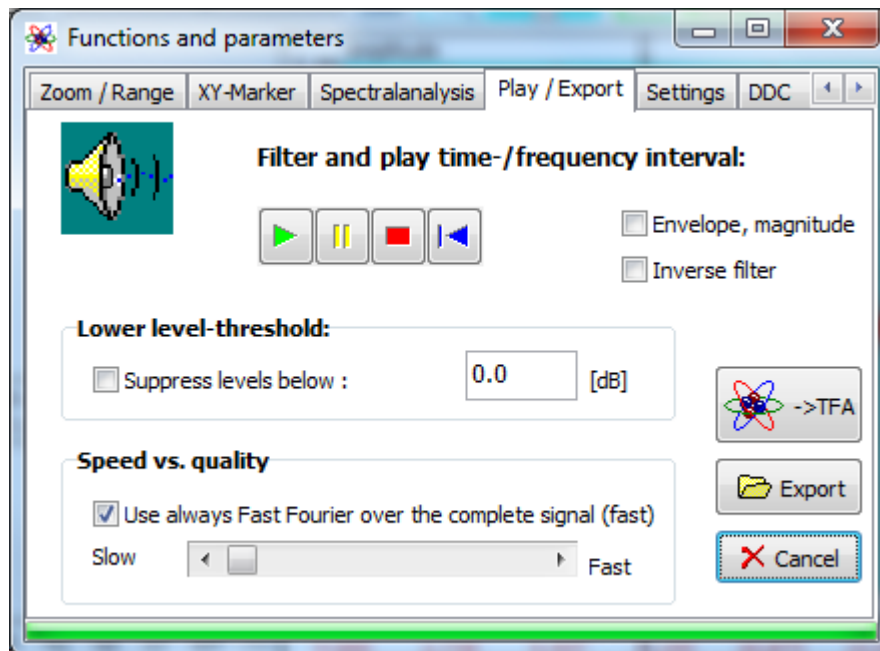 Functions and parameters
Zoom / Range XY-Marker Spectralanalysis Play / Export Settings DDC
Filter and play time-/frequency interval:
Envelope, magnitude
Inverse filter
Lower level-threshold:
Suppress levels below : 0.0 [dB]
->TFA
Speed vs. quality
Export
Use always Fast Fourier over the complete signal (fast)
Slow Fast
Cancel